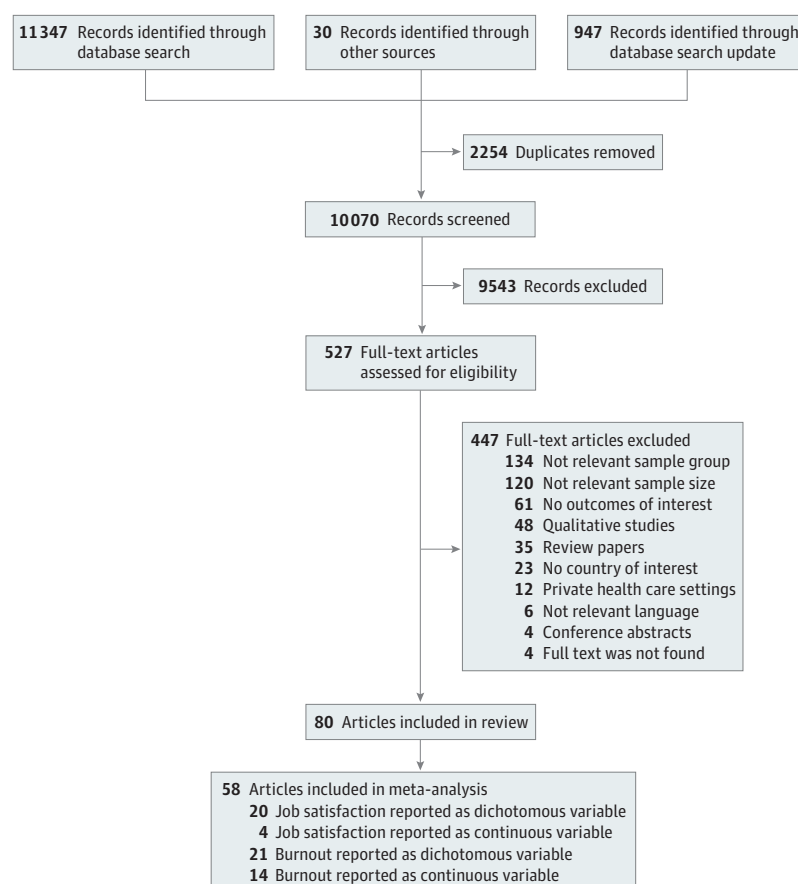 11347 Records identified through
database search
30 Records identified through
other sources
947 Records identified through
database search update
2254 Duplicates removed
10070 Records screened
9543 Records excluded
527 Full-text articles
assessed for eligibility
447 Full-text articles excluded
134 Not relevant sample group
120 Not relevant sample size
61 No outcomes of interest
48 Qualitative studies
35 Review papers
23 No country of interest
12 Private health care settings
6 Not relevant language
4 Conference abstracts
4 Full text was not found
80 Articles included in review
58 Articles included in meta-analysis
20 Job satisfaction reported as dichotomous variable
4 Job satisfaction reported as continuous variable
21 Burnout reported as dichotomous variable
14 Burnout reported as continuous variable